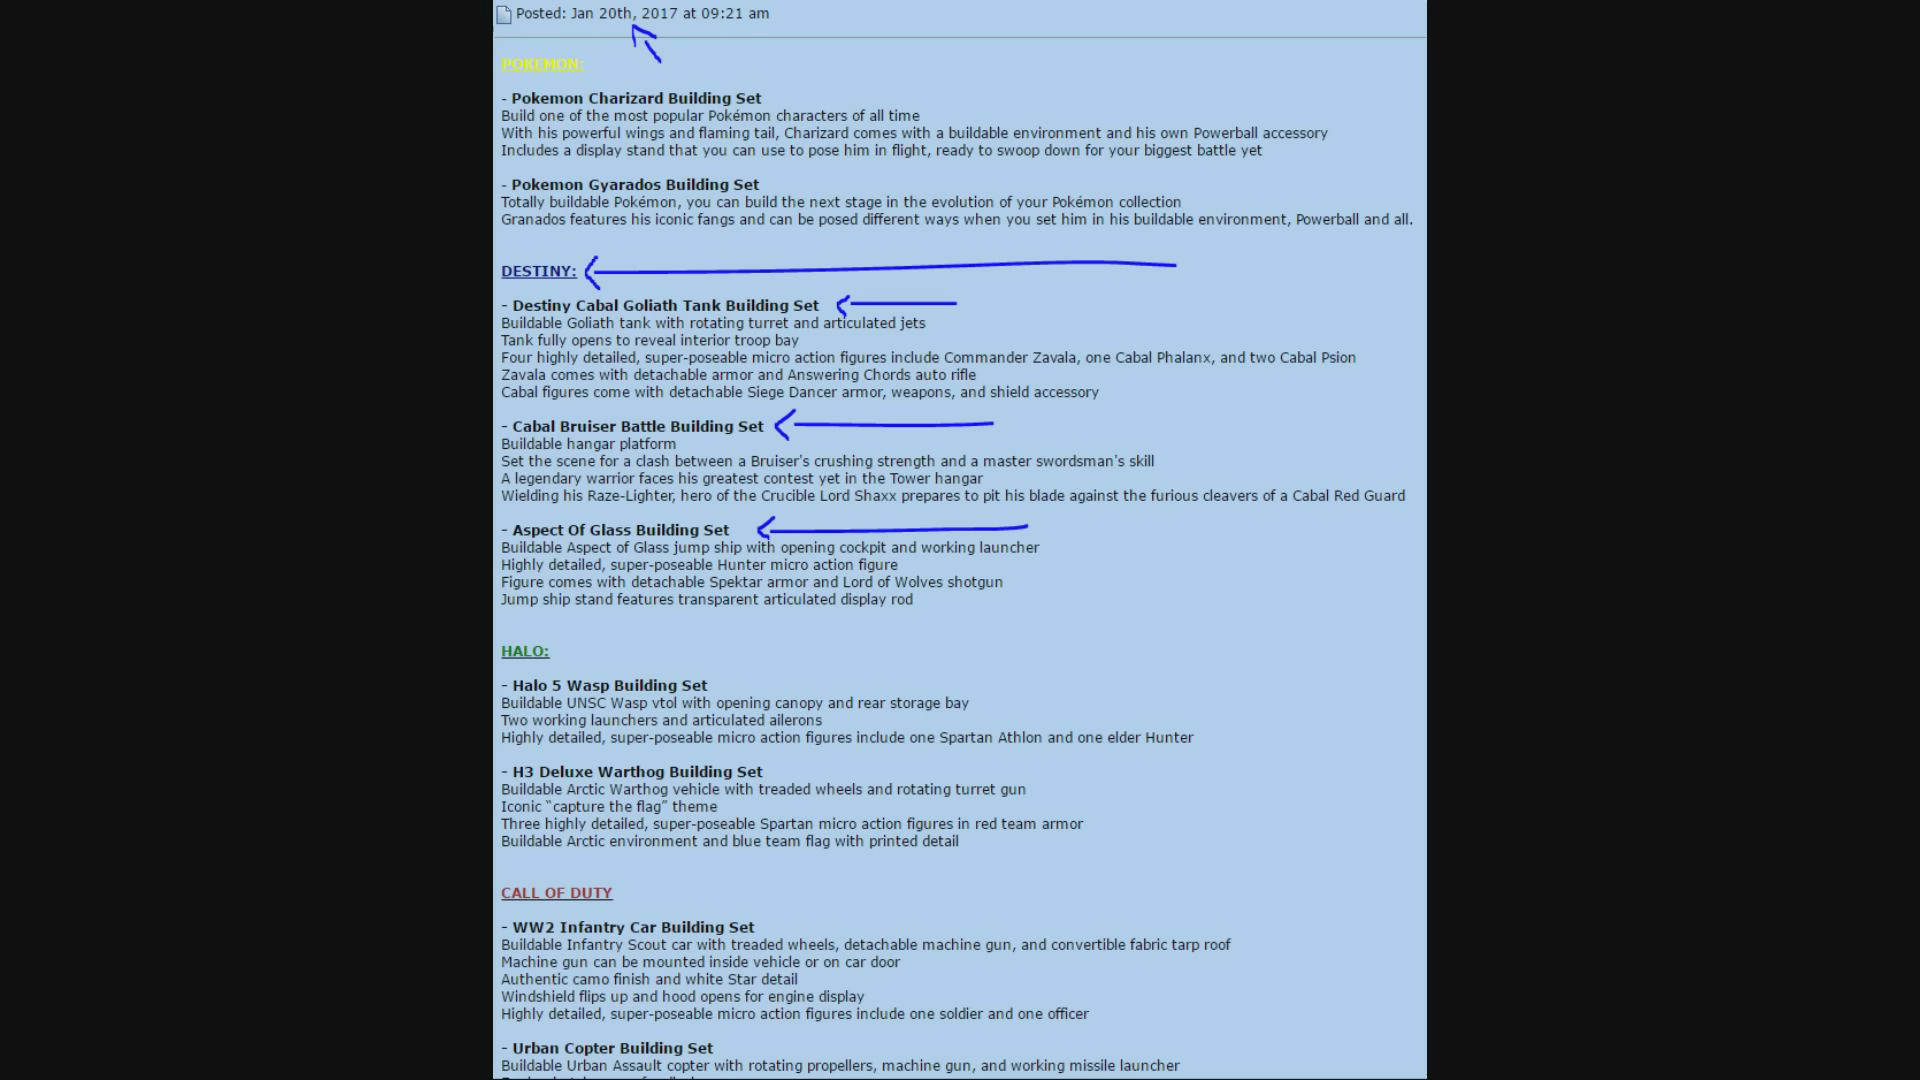 Posted: Jan 20th, 2017 at 09:21 am
POKEMON:
- Pokemon Charizard Building Set
Build one of the most popular Pokémon characters of all time
With his powerful wings and flaming tail, Charizard comes with a buildable environment and his own Powerball accessory
Includes a display stand that you can use to pose him in flight, ready to swoop down for your biggest battle yet
- Pokemon Gyarados Building Set
Totally buildable Pokémon, you can build the next stage in the evolution of your Pokémon collection
Granados features his iconic fangs and can be posed different ways when you set him in his buildable environment, Powerball and all.
DESTINY:
- Destiny Cabal Goliath Tank Building Set
Buildable Goliath tank with rotating turret and articulated jets
Tank fully opens to reveal interior troop bay
Four highly detailed, super-poseable micro action figures include Commander Zavala, one Cabal Phalanx, and two Cabal Psion
Zavala comes with detachable armor and Answering Chords auto rifle
Cabal figures come with detachable Siege Dancer armor, weapons, and shield accessory
- Cabal Bruiser Battle Building Set
Buildable hangar platform
Set the scene for a clash between a Bruiser's crushing strength and a master swordsman's skill
A legendary warrior faces his greatest contest yet in the Tower hangar
Wielding his Raze-Lighter, hero of the Crucible Lord Shaxx prepares to pit his blade against the furious cleavers of a Cabal Red Guard
- Aspect Of Glass Building Set
Buildable Aspect of Glass jump ship with opening cockpit and working launcher
Highly detailed, super-poseable Hunter micro action figure
Figure comes with detachable Spektar armor and Lord of Wolves shotgun
Jump ship stand features transparent articulated display rod
HALO:
- Halo 5 Wasp Building Set
Buildable UNSC Wasp vtol with opening canopy and rear storage bay
Two working launchers and articulated ailerons
Highly detailed, super-poseable micro action figures include one Spartan Athlon and one elder Hunter
- H3 Deluxe Warthog Building Set
Buildable Arctic Warthog vehicle with treaded wheels and rotating turret gun
Iconic “capture the flag” theme
Three highly detailed, super-poseable Spartan micro action figures in red team armor
Buildable Arctic environment and blue team flag with printed detail
CALL OF DUTY
- WW2 Infantry Car Building Set
Buildable Infantry Scout car with treaded wheels, detachable machine gun, and convertible fabric tarp roof
Machine gun can be mounted inside vehicle or on car door
Authentic camo finish and white Star detail
Windshield flips up and hood opens for engine display
Highly detailed, super-poseable micro action figures include one soldier and one officer
- Urban Copter Building Set
Buildable Urban Assault copter with rotating propellers, machine gun, and working missile launcher